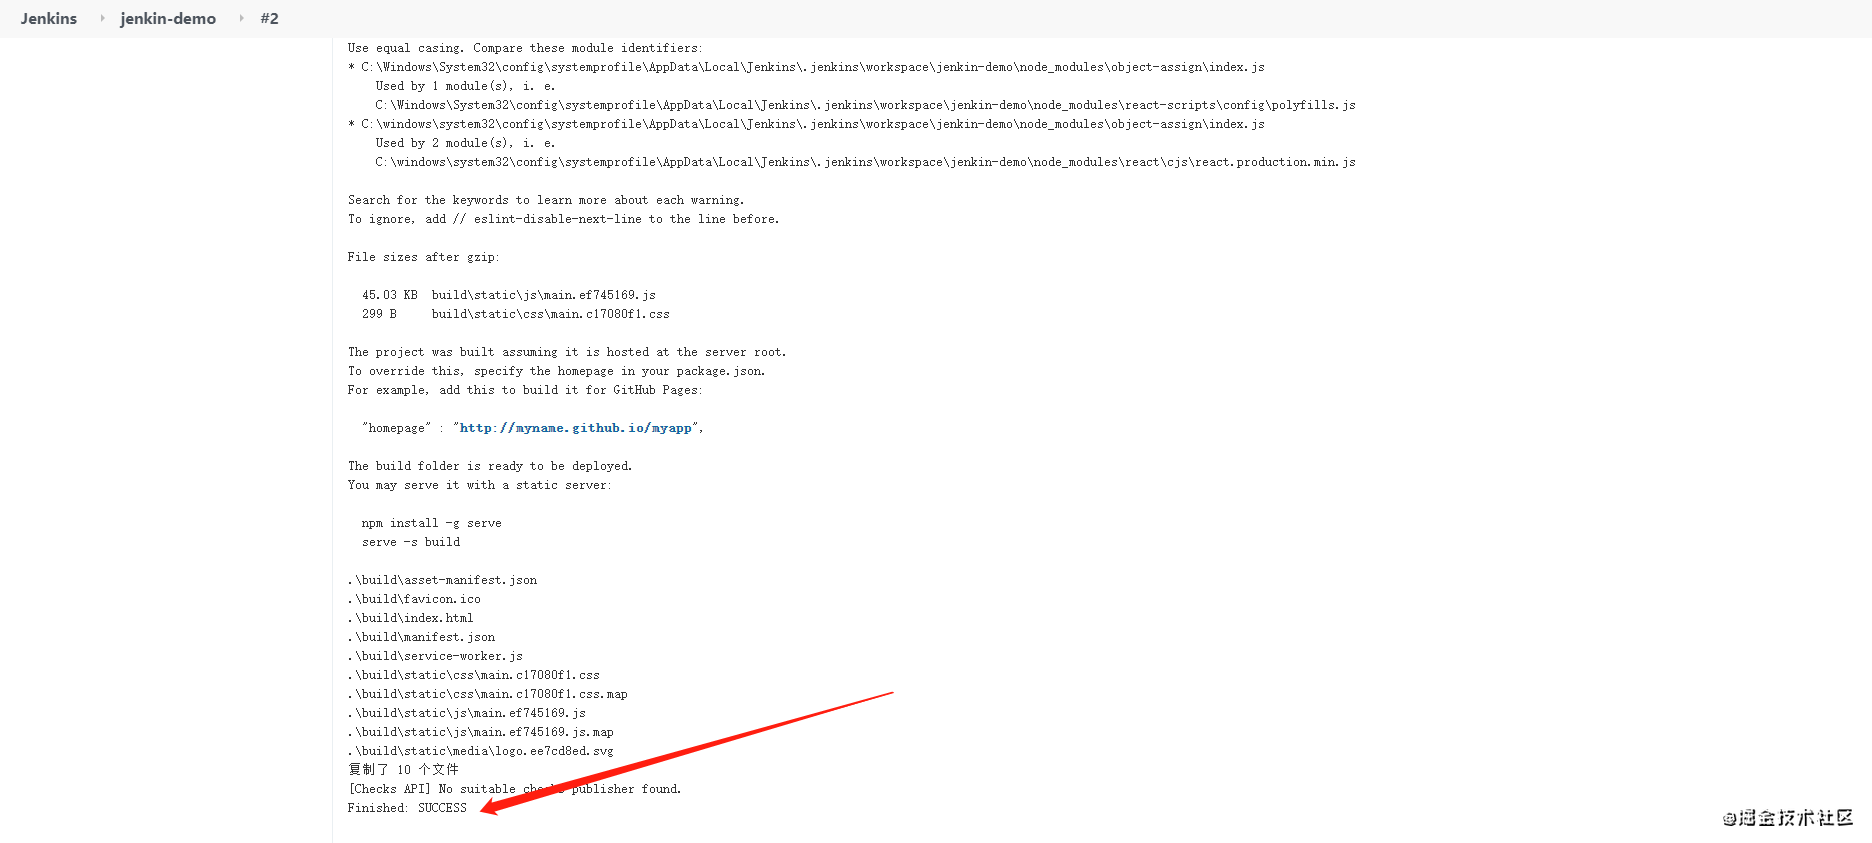 Jenkins jenkin-demo #2
Use equal casing. Compare these module identifiers:
* C:\Windows\System32\config\systemprofile\AppData\Local\Jenkins\.jenkins\workspace\jenkin-demo\node_modules\object-assign\index.js
Used by 1 module(s), i. e.
C:\Windows\System32\config\systemprofile\AppData\Local\Jenkins\.jenkins\workspace\jenkin-demo\node_modules\react-scripts\config\polyfills.js
* C:\windows\system32\config\systemprofile\AppData\Local\Jenkins\.jenkins\workspace\jenkin-demo\node_modules\object-assign\index.js
Used by 2 module(s), i. e.
C:\windows\system32\config\systemprofile\AppData\Local\Jenkins\.jenkins\workspace\jenkin-demo\node_modules\react\cjs\react.production.min.js
Search for the keywords to learn more about each warning.
To ignore, add // eslint-disable-next-line to the line before.
File sizes after gzip:
45.03 KB build\static\js\main.ef745169.js
299 B build\static\css\main.c17080f1.css
The project was built assuming it is hosted at the server root.
To override this, specify the homepage in your package.json.
For example, add this to build it for GitHub Pages:
"homepage" : "http://myname.github.io/myapp",
The build folder is ready to be deployed.
You may serve it with a static server:
npm install -g serve
serve -s build
.\build\asset-manifest.json
.\build\favicon.ico
.\build\index.html
.\build\manifest.json
.\build\service-worker.js
.\build\static\css\main.c17080f1.css
.\build\static\css\main.c17080f1.css.map
.\build\static\js\main.ef745169.js
.\build\static\js\main.ef745169.js.map
.\build\static\media\logo.ee7cd8ed.svg
复制了 10 个文件
[Checks API] No suitable checks publisher found.
Finished: SUCCESS
@掘金技术社区